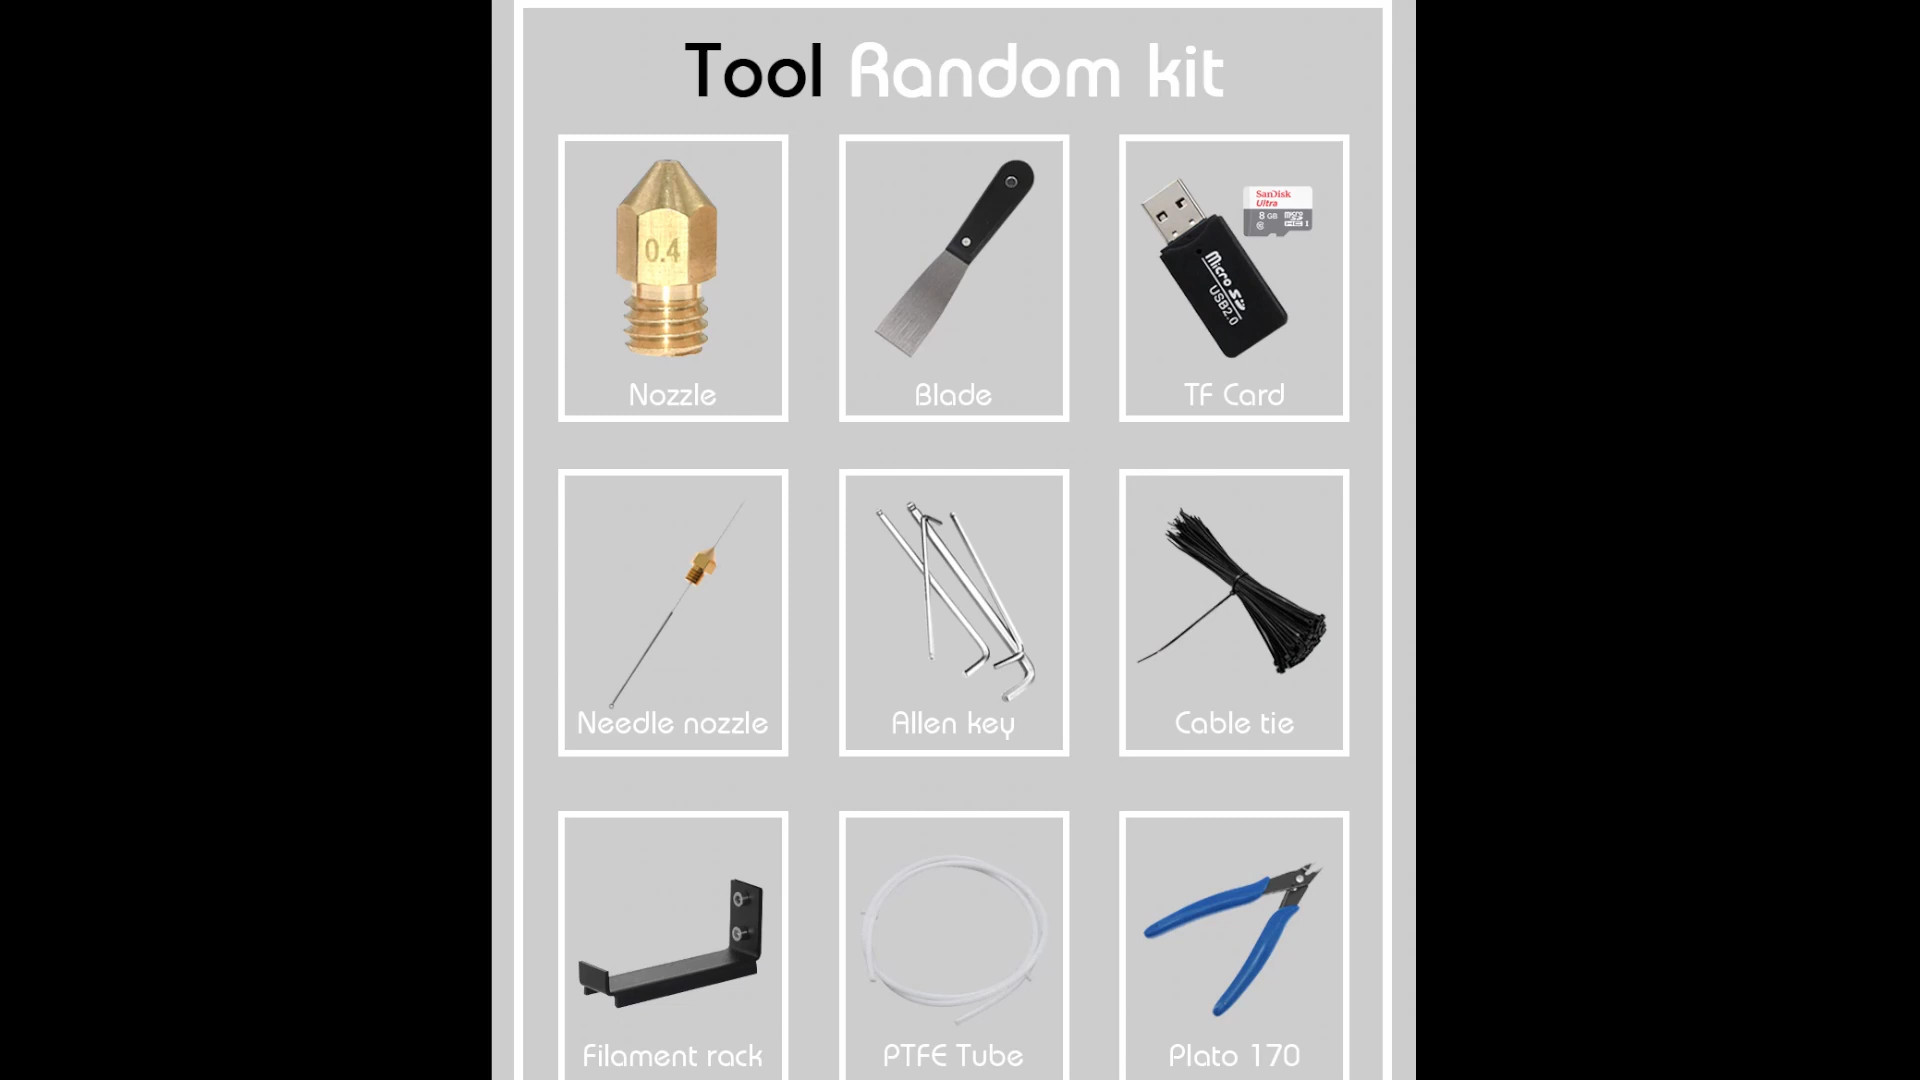 Tool Random kit
0.4
Nozzle
Blade
SanDisk
Ultra
8 GB
Micro
USB2.0
TF Card
Needle nozzle
Allen key
Cable tie
Filament rack
PTFE Tube
Plato 170